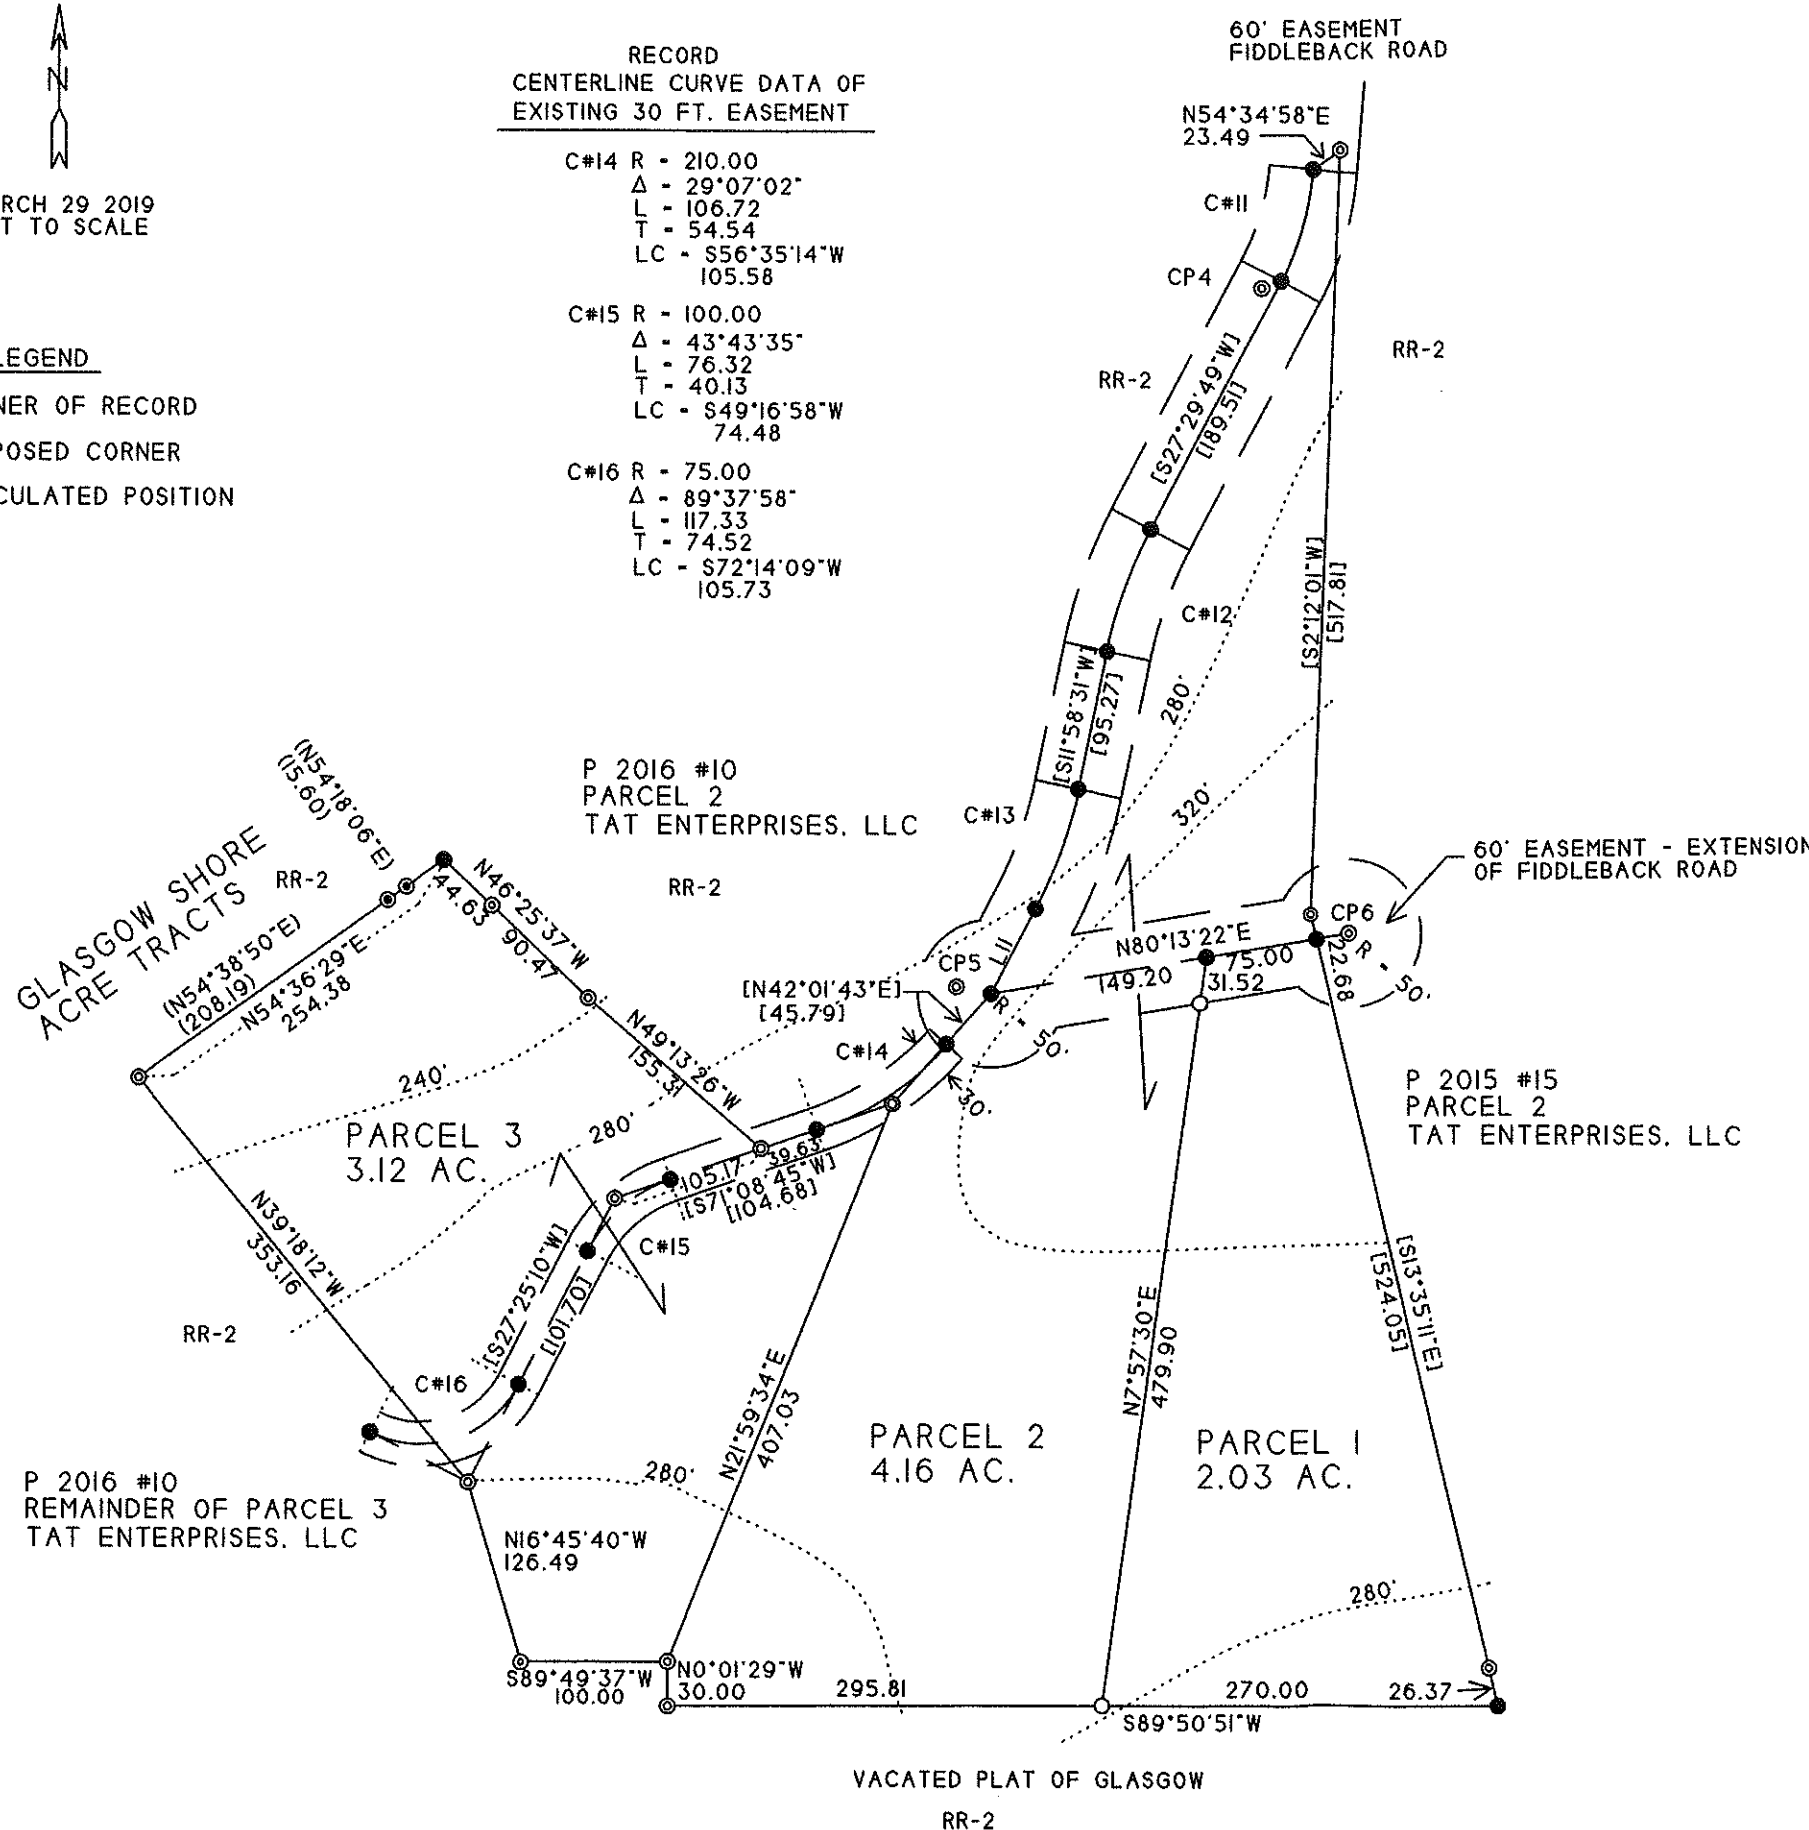 N
RCH 29 2019
T TO SCALE
LEGEND
NER OF RECORD
POSED CORNER
CULATED POSITION
RECORD
CENTERLINE CURVE DATA OF
EXISTING 30 FT. EASEMENT
C#14 R - 210.00
Δ - 29°07'02"
L - 106.72
T - 54.54
LC - S56°35'14"W
105.58
C#15 R - 100.00
Δ - 43°43'35"
L - 76.32
T - 40.13
LC - S49°16'58"W
74.48
C#16 R - 75.00
Δ - 89°37'58"
L - 117.33
T - 74.52
LC - S72°14'09"W
105.73
60' EASEMENT
FIDDLEBACK ROAD
N54°34'58"E
23.49
C#11
CP4
RR-2
RR-2
[S27°29'49"W]
[189.51]
[S2°12'01"W]
[517.81]
C#12
280'
[S11°58'31"W]
[95.27]
320'
C#13
P 2016 #10
PARCEL 2
TAT ENTERPRISES, LLC
RR-2
60' EASEMENT - EXTENSION
OF FIDDLEBACK ROAD
(N54°18'06"E)
(15.60)
GLASGOW SHORE
ACRE TRACTS
RR-2
44.63
N46°25'37"W
90.47
(N54°38'50"E)
(208.19)
N54°36'29"E
254.38
L11
CP5
[N42°01'43"E]
[45.79]
N80°13'22"E
149.20
75.00
31.52
CP6
22.68
R - 50'
R - 50'
N49°13'26"W
155.31
C#14
30'
240'
280'
PARCEL 3
3.12 AC.
39.63
105.17
[S71°08'45"W]
[104.68]
P 2015 #15
PARCEL 2
TAT ENTERPRISES, LLC
N39°18'12"W
353.16
RR-2
C#15
[S27°25'10"W]
[101.70]
C#16
N21°59'34"E
407.03
N7°57'30"E
479.90
[S13°35'11"E]
[524.05]
PARCEL 2
4.16 AC.
PARCEL 1
2.03 AC.
P 2016 #10
REMAINDER OF PARCEL 3
TAT ENTERPRISES, LLC
280'
N16°45'40"W
126.49
280'
S89°49'37"W
100.00
N0°01'29"W
30.00
295.81
270.00
26.37
S89°50'51"W
VACATED PLAT OF GLASGOW
RR-2